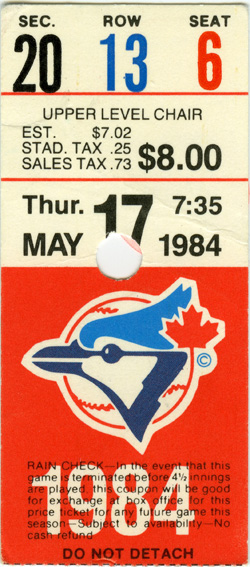 SEC. ROW SEAT
20 13 6
UPPER LEVEL CHAIR
EST. $7.02
STAD. TAX .25
SALES TAX .73 $8.00
Thur. 17 7:35
MAY 1984
©
1984
RAIN CHECK—In the event that this
game is terminated before 4½ innings
are played, this coupon will be good
for exchange at box office for this
price ticket for any future game this
season—Subject to availability—No
cash refund
DO NOT DETACH